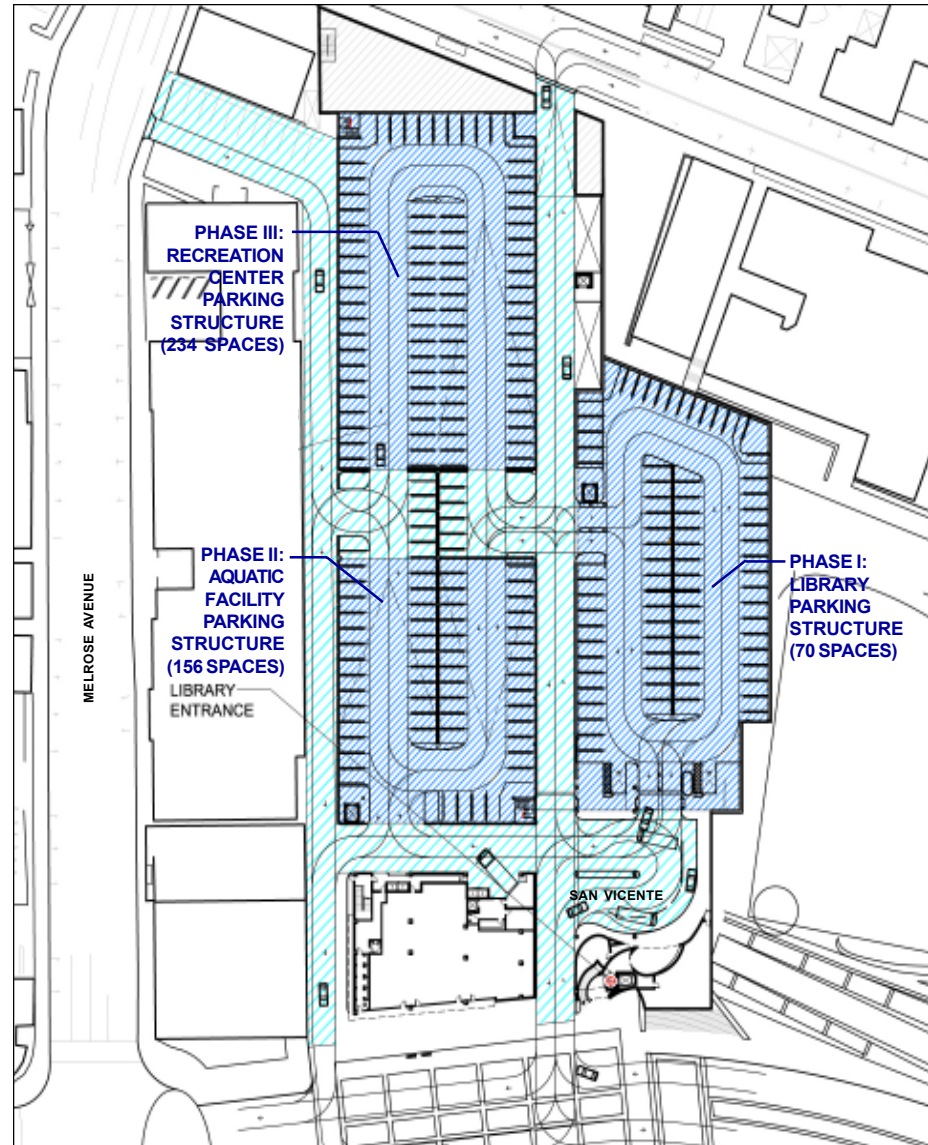 PHASE III:
RECREATION
CENTER
PARKING
STRUCTURE
(234 SPACES)
PHASE II:
AQUATIC
FACILITY
PARKING
STRUCTURE
(156 SPACES)
LIBRARY
ENTRANCE
PHASE I:
LIBRARY
PARKING
STRUCTURE
(70 SPACES)
MELROSE AVENUE
SAN VICENTE